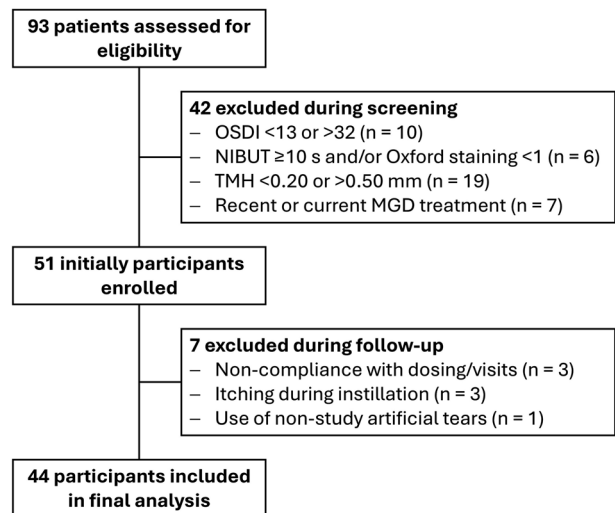 93 patients assessed for
eligibility
42 excluded during screening
– OSDI <13 or >32 (n = 10)
– NIBUT ≥10 s and/or Oxford staining <1 (n = 6)
– TMH <0.20 or >0.50 mm (n = 19)
– Recent or current MGD treatment (n = 7)
51 initially participants
enrolled
7 excluded during follow-up
– Non-compliance with dosing/visits (n = 3)
– Itching during instillation (n = 3)
– Use of non-study artificial tears (n = 1)
44 participants included
in final analysis